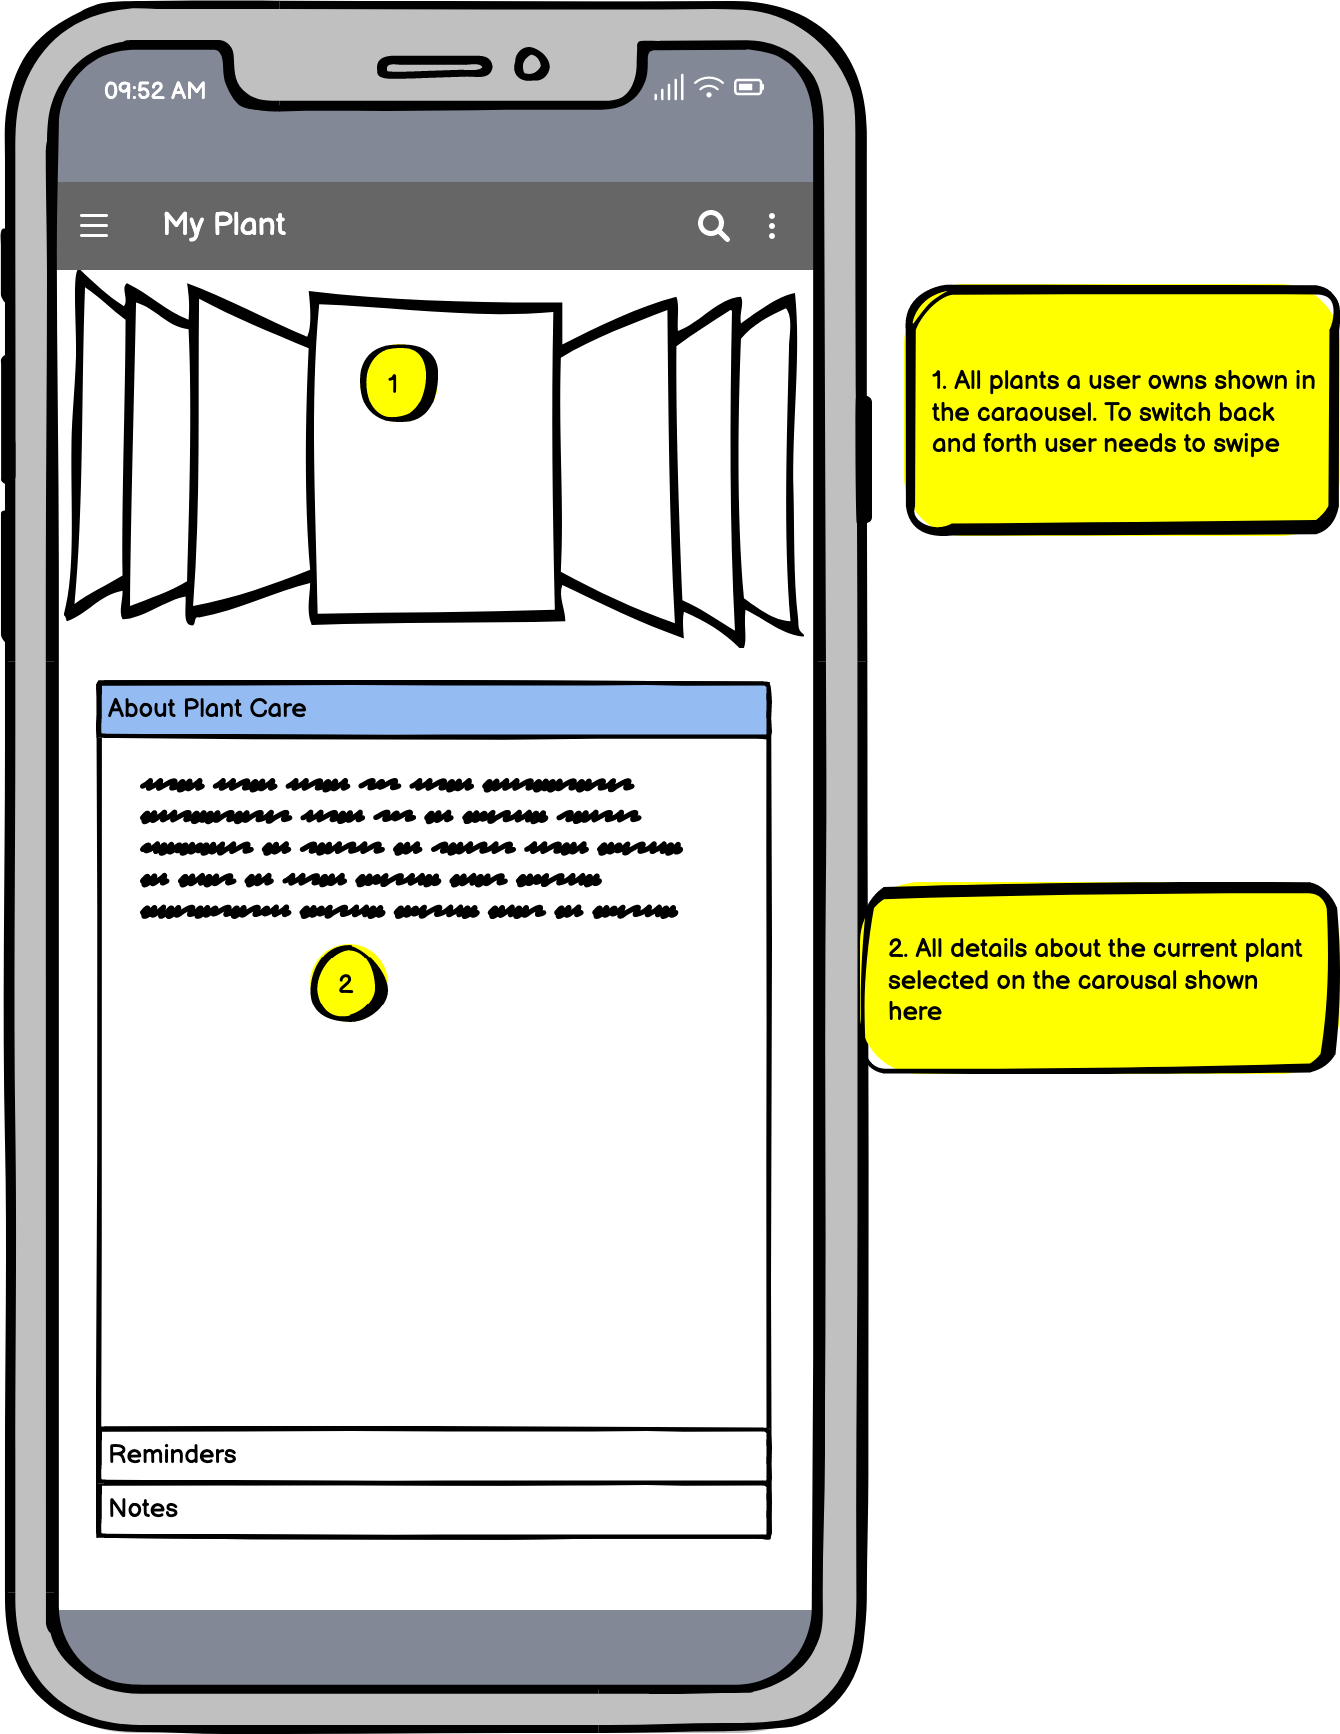 09:52 AM
My Plant
1
1. All plants a user owns shown in
the caraousel. To switch back
and forth user needs to swipe
About Plant Care
2
2. All details about the current plant
selected on the carousal shown
here
Reminders
Notes